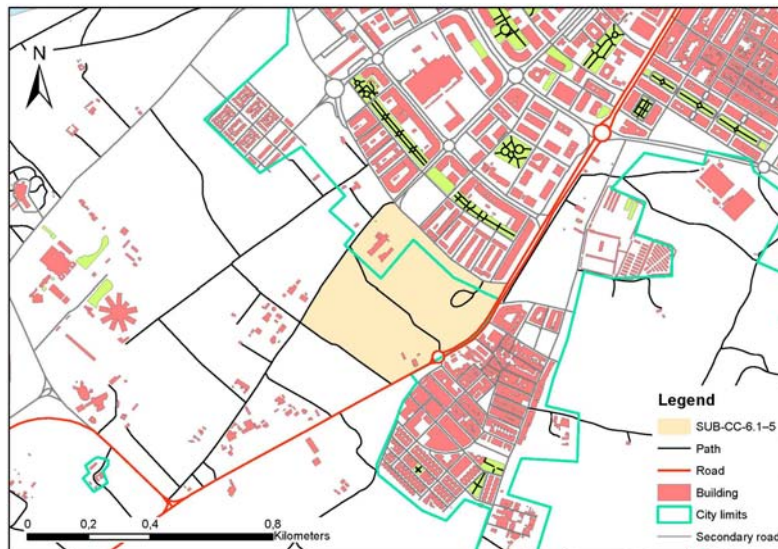 N
Legend
SUB-CC-6.1–5
Path
Road
Building
City limits
Secondary road
0 0,2 0,4 0,8
Kilometers